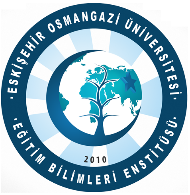 ESKİŞEHİR OSMANGAZİ ÜNİVERSİTESİ
EĞİTİM BİLİMLERİ ENSTİTÜSÜ
2010